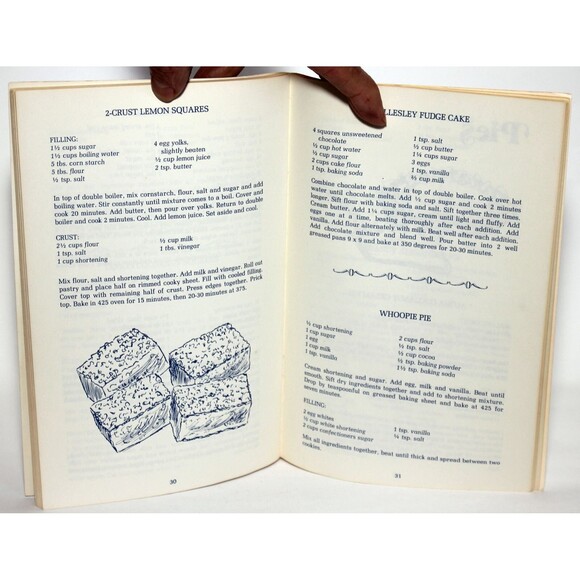 2-CRUST LEMON SQUARES
FILLING:
1½ cups sugar
1½ cups boiling water
5 tbs. corn starch
5 tbs. flour
½ tsp. salt
4 egg yolks,
slightly beaten
½ cup lemon juice
2 tsp. butter
In top of double boiler, mix cornstarch, flour, salt and sugar and add
boiling water. Stir constantly until mixture comes to a boil. Cover and
cook 20 minutes. Add butter, then pour over yolks. Return to double
boiler and cook 2 minutes. Cool. Add lemon juice. Set aside and cool.
CRUST:
2½ cups flour
1 tsp. salt
1 cup shortening
½ cup milk
1 tbs. vinegar
Mix flour, salt and shortening together. Add milk and vinegar. Roll out
pastry and place half on rimmed cooky sheet. Fill with cooled filling.
Cover top with remaining half of crust. Press edges together. Prick
top. Bake in 425 oven for 15 minutes, then 20-30 minutes at 375.
30
LLESLEY FUDGE CAKE
4 squares unsweetened
chocolate
½ cup hot water
cup sugar
2 cups cake flour
1 tsp. baking soda
1 tsp. salt
½ cup butter
1¼ cups sugar
3 eggs
1 tsp. vanilla
cup milk
Combine chocolate and water in top of double boiler. Cook over hot
water until chocolate melts. Add ½ cup sugar and cook 2 minutes
longer. Sift flour with baking soda and salt. Sift together three times.
Cream butter. Add 1¼ cups sugar, cream until light and fluffy. Add
eggs one at a time, beating thoroughly after each addition. Add
vanilla. Add flour alternately with milk. Beat well after each addition.
Add chocolate mixture and blend well. Pour batter into 2 well
greased pans 9 x 9 and bake at 350 degrees for 20-30 minutes.
WHOOPIE PIE
cup shortening
1 cup sugar
1 egg
1 cup milk
1 tsp. vanilla
2 cups flour
tsp. salt
cup cocoa
½ tsp. baking powder
1½ tsp. baking soda
Cream shortening and sugar. Add egg, milk and vanilla. Beat until
smooth. Sift dry ingredients together and add to shortening mixture.
Drop by teaspoonful on greased baking sheet and bake at 425 for
seven minutes.
FILLING:
2 egg whites
cup white shortening
2 cups confectioners sugar
1 tsp. vanilla
¼ tsp. salt
Mix all ingredients together, beat until thick and spread between two
cookies.
31